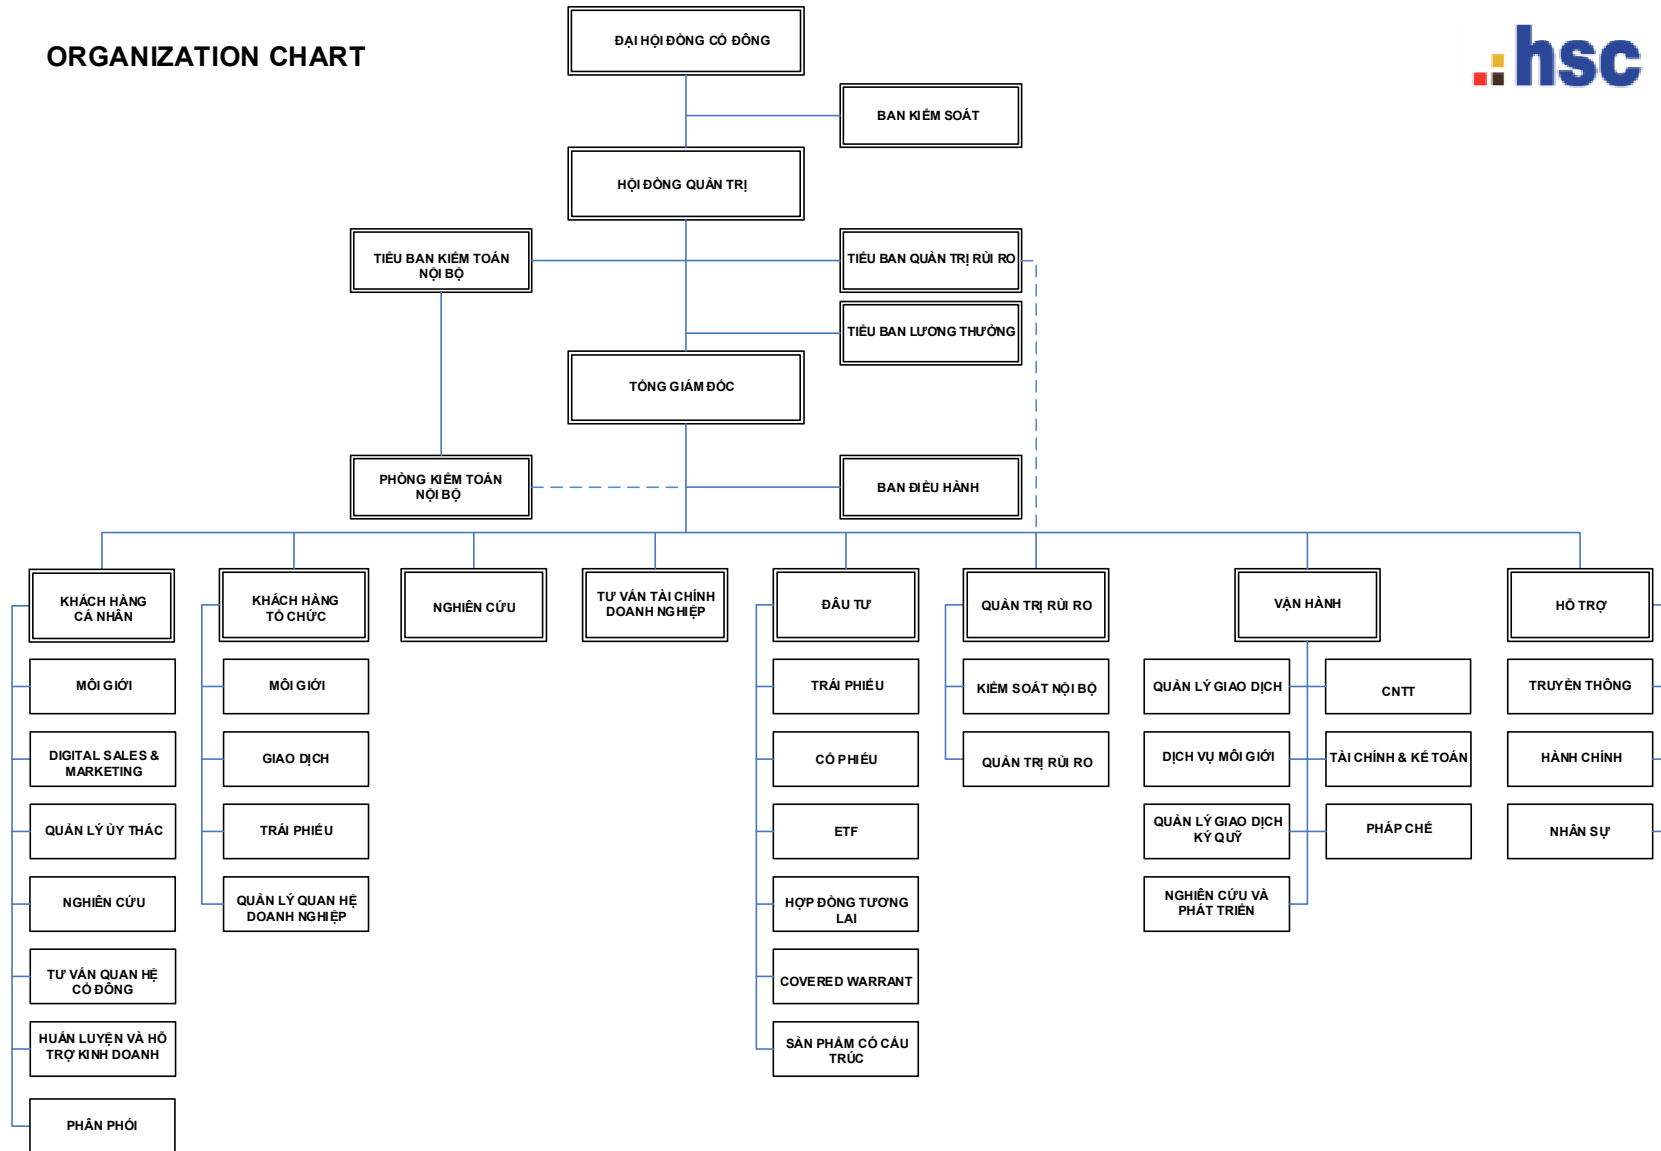 ORGANIZATION CHART
hsc
ĐẠI HỘI ĐỒNG CỔ ĐÔNG
BAN KIỂM SOÁT
HỘI ĐỒNG QUẢN TRỊ
TIỂU BAN KIỂM TOÁN
NỘI BỘ
TIỂU BAN QUẢN TRỊ RỦI RO
TIỂU BAN LƯƠNG THƯỞNG
TỔNG GIÁM ĐỐC
PHÒNG KIỂM TOÁN
NỘI BỘ
BAN ĐIỀU HÀNH
KHÁCH HÀNG
CÁ NHÂN
MÔI GIỚI
DIGITAL SALES &
MARKETING
QUẢN LÝ ỦY THÁC
NGHIÊN CỨU
TƯ VẤN QUAN HỆ
CỔ ĐÔNG
HUẤN LUYỆN VÀ HỖ
TRỢ KINH DOANH
PHÂN PHỐI
KHÁCH HÀNG
TỔ CHỨC
MÔI GIỚI
GIAO DỊCH
TRÁI PHIẾU
QUẢN LÝ QUAN HỆ
DOANH NGHIỆP
NGHIÊN CỨU
TƯ VẤN TÀI CHÍNH
DOANH NGHIỆP
ĐẦU TƯ
TRÁI PHIẾU
CỔ PHIẾU
ETF
HỢP ĐỒNG TƯƠNG
LAI
COVERED WARRANT
SẢN PHẨM CÓ CẤU
TRÚC
QUẢN TRỊ RỦI RO
KIỂM SOÁT NỘI BỘ
QUẢN TRỊ RỦI RO
VẬN HÀNH
QUẢN LÝ GIAO DỊCH
DỊCH VỤ MÔI GIỚI
QUẢN LÝ GIAO DỊCH
KÝ QUỸ
NGHIÊN CỨU VÀ
PHÁT TRIỂN
CNTT
TÀI CHÍNH & KẾ TOÁN
PHÁP CHẾ
HỖ TRỢ
TRUYỀN THÔNG
HÀNH CHÍNH
NHÂN SỰ